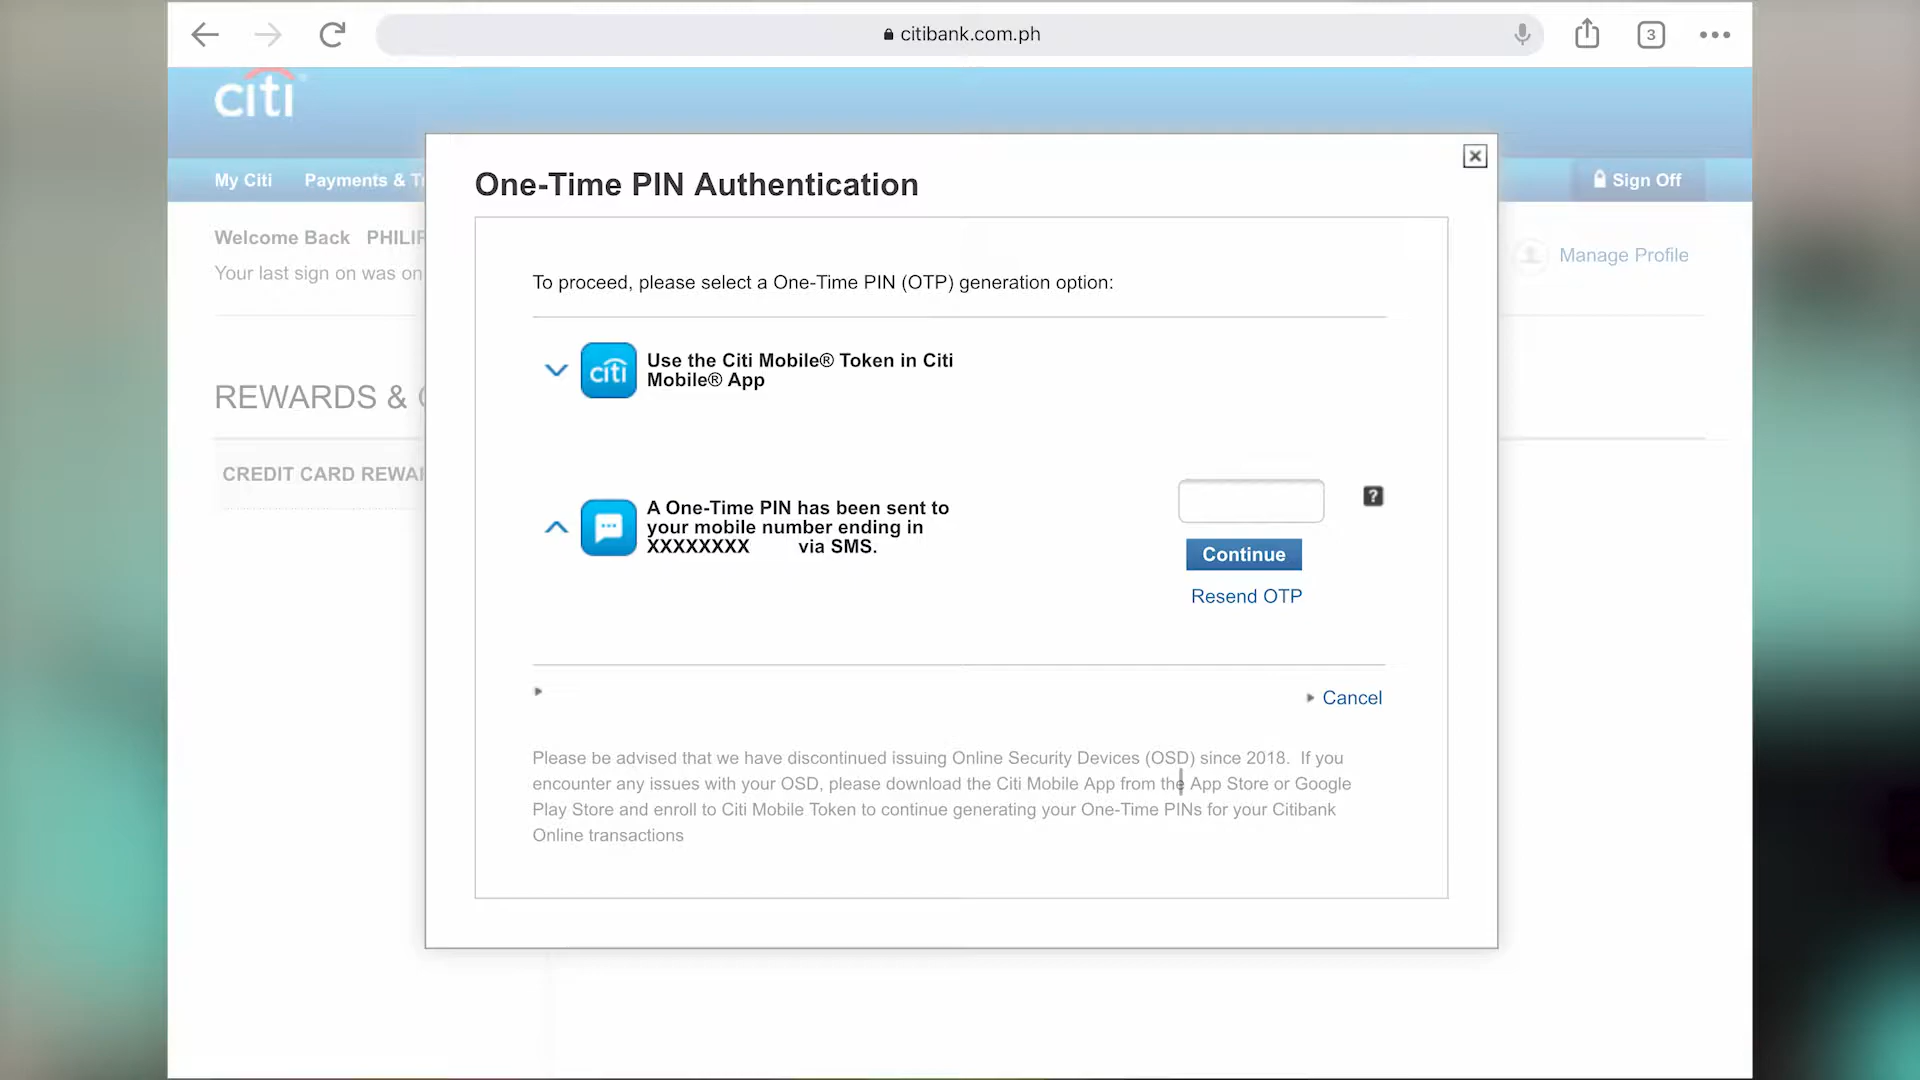 citibank.com.ph
3
citi
My Citi Payments &
Sign Off
One-Time PIN Authentication
Welcome Back
Your last sign on was on
Manage Profile
To proceed, please select a One-Time PIN (OTP) generation option:
citi
Use the Citi Mobile® Token in Citi
Mobile® App
REWARDS &
CREDIT CARD
A One-Time PIN has been sent to
your mobile number ending in
XXXXXXXX via SMS.
?
Continue
Resend OTP
Cancel
Please be advised that we have discontinued issuing Online Security Devices (OSD) since 2018. If you
encounter any issues with your OSD, please download the Citi Mobile App from the App Store or Google
Play Store and enroll to Citi Mobile Token to continue generating your One-Time PINs for your Citibank
Online transactions